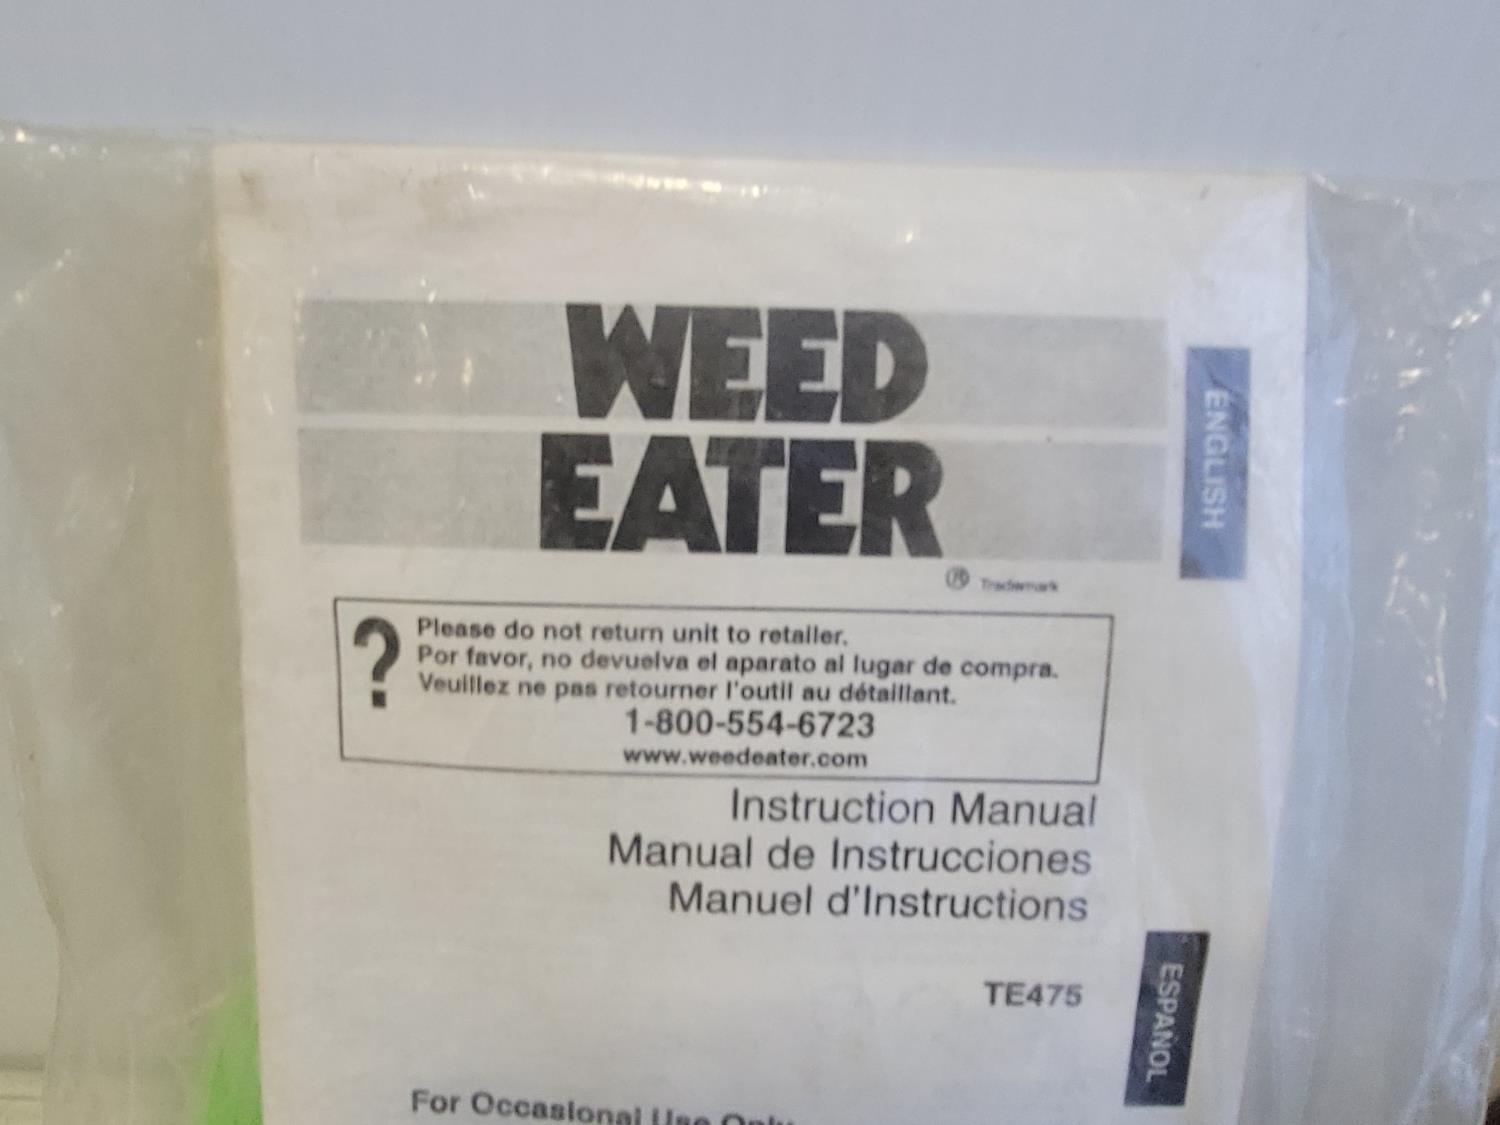 WEED
EATER
® Trademark
ENGLISH
? Please do not return unit to retailer.
Por favor, no devuelva el aparato al lugar de compra.
Veuillez ne pas retourner l'outil au détaillant.
1-800-554-6723
www.weedeater.com
Instruction Manual
Manual de Instrucciones
Manuel d'Instructions
TE475
ESPAÑOL
For Occasional Use Only